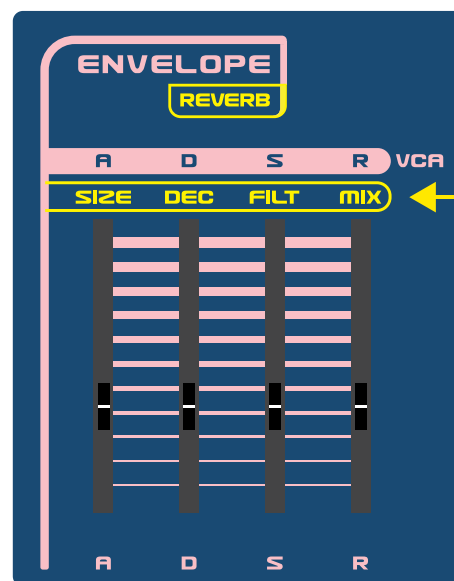 ENVELOPE
REVERB
A D S R VCA
SIZE DEC FILT MIX
A D S R